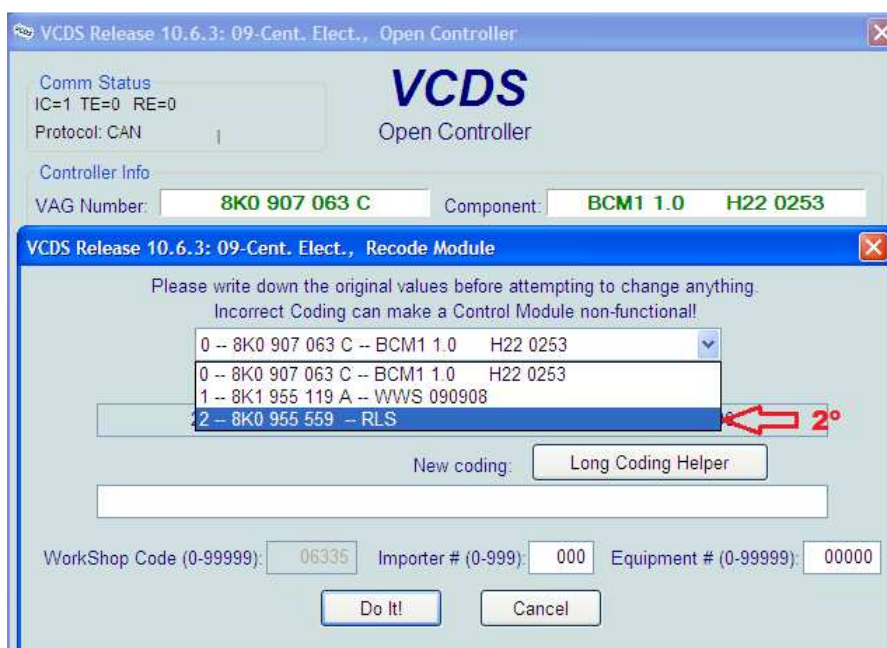 VCDS Release 10.6.3: 09-Cent. Elect., Open Controller
Comm Status
IC=1 TE=0 RE=0
Protocol: CAN
VCDS
Open Controller
Controller Info
VAG Number: 8K0 907 063 C Component: BCM1 1.0 H22 0253
VCDS Release 10.6.3: 09-Cent. Elect., Recode Module
Please write down the original values before attempting to change anything.
Incorrect Coding can make a Control Module non-functional!
0 -- 8K0 907 063 C -- BCM1 1.0 H22 0253
0 -- 8K0 907 063 C -- BCM1 1.0 H22 0253
1 -- 8K1 955 119 A -- WWS 090908
2 -- 8K0 955 559 -- RLS
2º
New coding: Long Coding Helper
WorkShop Code (0-99999): 06335 Importer # (0-999): 000 Equipment # (0-99999): 00000
Do It! Cancel